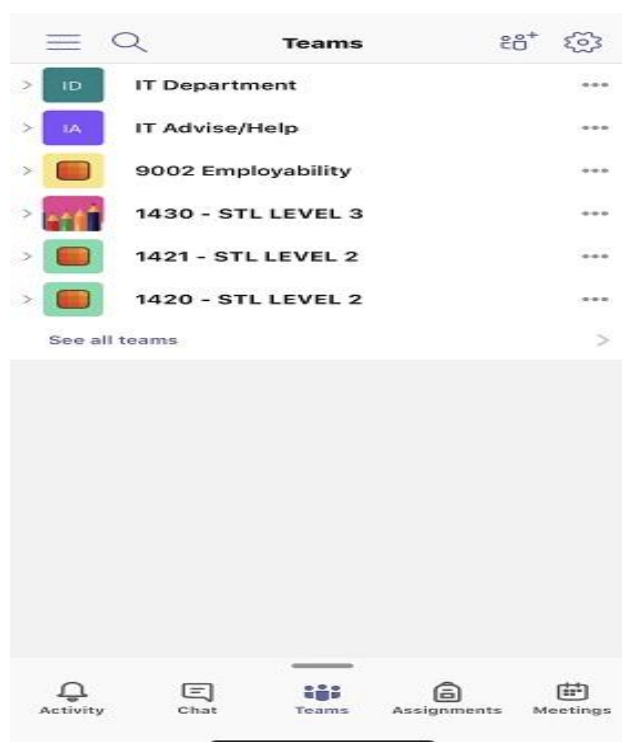 Teams
ID IT Department
IA IT Advise/Help
9002 Employability
1430 - STL LEVEL 3
1421 - STL LEVEL 2
1420 - STL LEVEL 2
See all teams
Activity Chat Teams Assignments Meetings